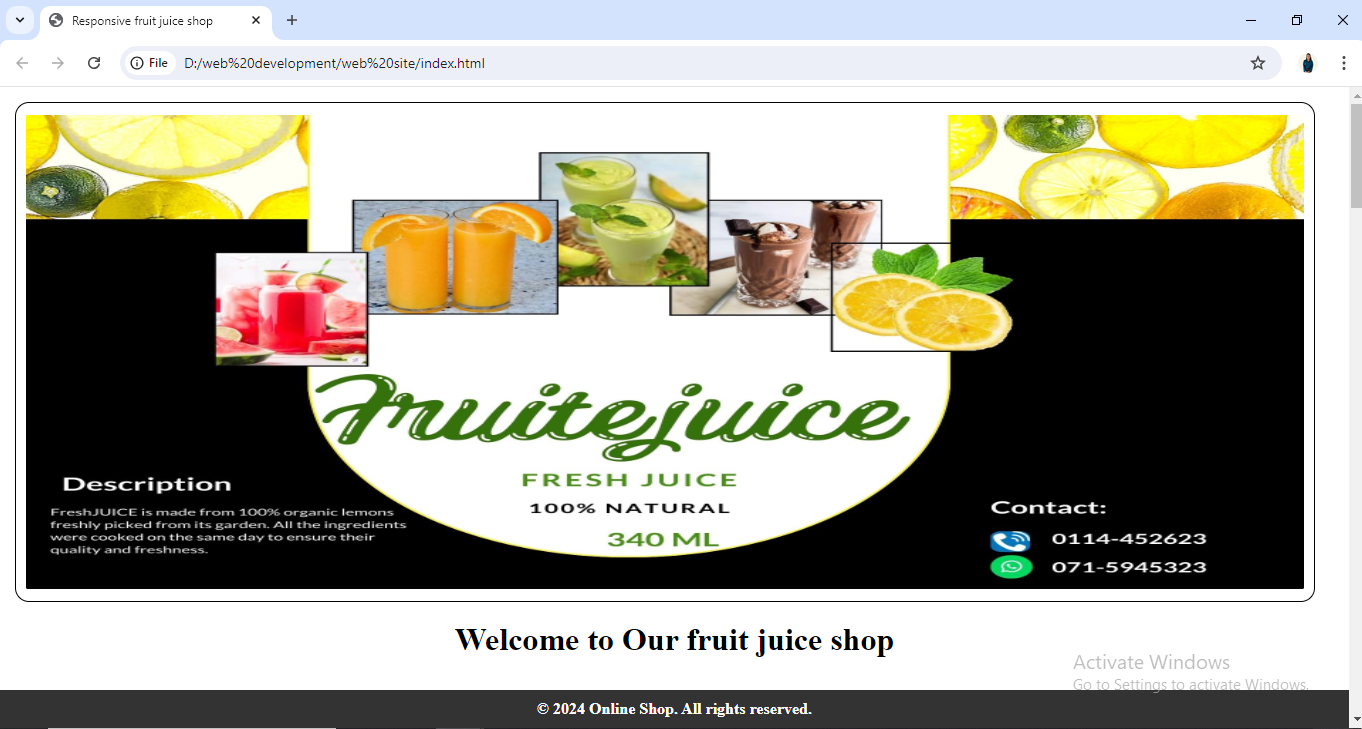 Responsive fruit juice shop
File
D:/web%20development/web%20site/index.html
Fruitejuice
FRESH JUICE
100% NATURAL
340 ML
Description
FreshJUICE is made from 100% organic lemons
freshly picked from its garden. All the ingredients
were cooked on the same day to ensure their
quality and freshness.
Contact:
0114-452623
071-5945323
Welcome to Our fruit juice shop
Activate Windows
Go to Settings to activate Windows.
© 2024 Online Shop. All rights reserved.